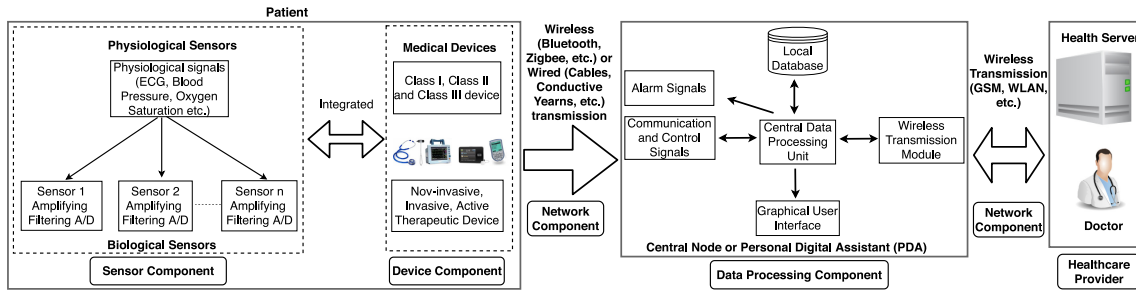 Patient
Physiological Sensors
Physiological signals
(ECG, Blood
Pressure, Oxygen
Saturation etc.)
Sensor 1
Amplifying
Filtering A/D
Sensor 2
Amplifying
Filtering A/D
Sensor n
Amplifying
Filtering A/D
Biological Sensors
Sensor Component
Integrated
Medical Devices
Class I, Class II
and Class III device
Nov-invasive,
Invasive, Active
Therapeutic Device
Device Component
Wireless
(Bluetooth,
Zigbee, etc.) or
Wired (Cables,
Conductive
Yearns, etc.)
transmission
Network
Component
Local
Database
Alarm Signals
Communication
and Control
Signals
Central Data
Processing
Unit
Wireless
Transmission
Module
Graphical User
Interface
Central Node or Personal Digital Assistant (PDA)
Data Processing Component
Wireless
Transmission
(GSM, WLAN,
etc.)
Network
Component
Health Server
Doctor
Healthcare
Provider